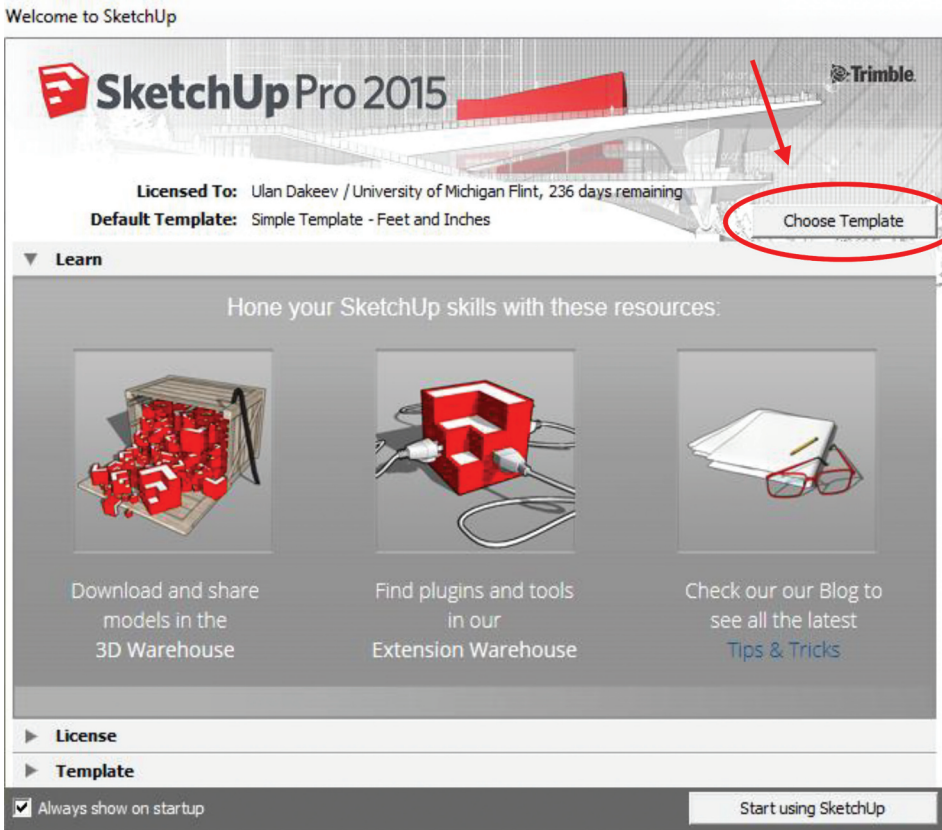 Welcome to SketchUp
SketchUp Pro 2015
Trimble.
Licensed To: Ulan Dakeev / University of Michigan Flint, 236 days remaining
Default Template: Simple Template - Feet and Inches
Choose Template
Learn
Hone your SketchUp skills with these resources:
Download and share
models in the
3D Warehouse
Find plugins and tools
in our
Extension Warehouse
Check our our Blog to
see all the latest
Tips & Tricks
License
Template
Always show on startup
Start using SketchUp